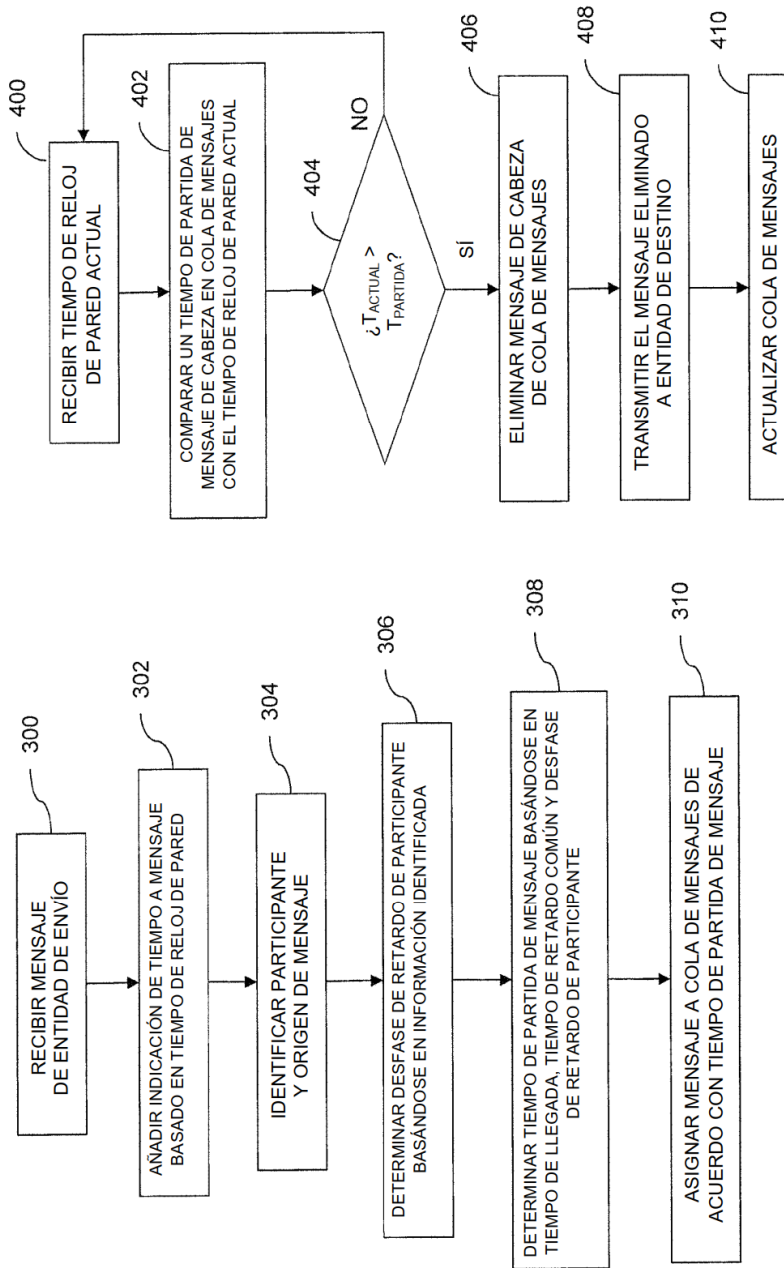 300
RECIBIR MENSAJE
DE ENTIDAD DE ENVÍO
302
AÑADIR INDICACIÓN DE TIEMPO A MENSAJE
BASADO EN TIEMPO DE RELOJ DE PARED
304
IDENTIFICAR PARTICIPANTE
Y ORIGEN DE MENSAJE
306
DETERMINAR DESFASE DE RETARDO DE PARTICIPANTE
BASÁNDOSE EN INFORMACIÓN IDENTIFICADA
308
DETERMINAR TIEMPO DE PARTIDA DE MENSAJE BASÁNDOSE EN
TIEMPO DE LLEGADA, TIEMPO DE RETARDO COMÚN Y DESFASE
DE RETARDO DE PARTICIPANTE
310
ASIGNAR MENSAJE A COLA DE MENSAJES DE
ACUERDO CON TIEMPO DE PARTIDA DE MENSAJE
400
RECIBIR TIEMPO DE RELOJ
DE PARED ACTUAL
402
COMPARAR UN TIEMPO DE PARTIDA DE
MENSAJE DE CABEZA EN COLA DE MENSAJES
CON EL TIEMPO DE RELOJ DE PARED ACTUAL
404
¿TACTUAL >
TPARTIDA?
NO
SÍ
406
ELIMINAR MENSAJE DE CABEZA
DE COLA DE MENSAJES
408
TRANSMITIR EL MENSAJE ELIMINADO
A ENTIDAD DE DESTINO
410
ACTUALIZAR COLA DE MENSAJES